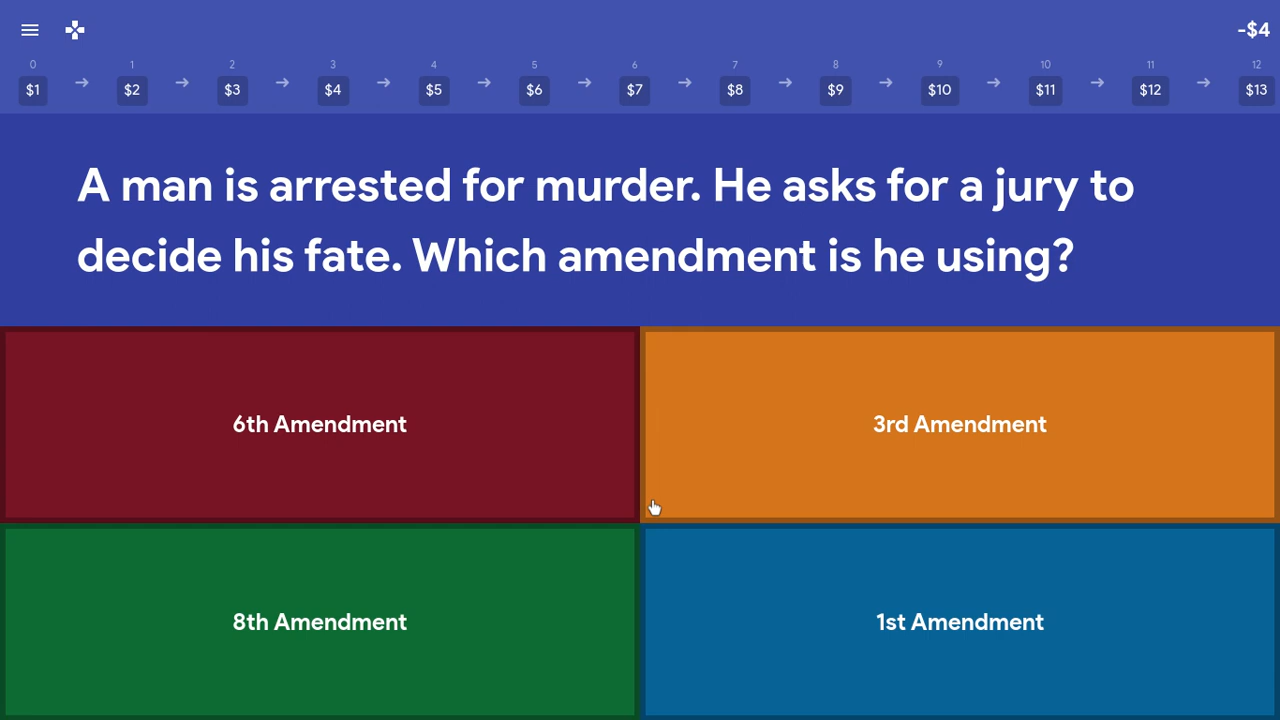 -$4
0 1 2 3 4 5 6 7 8 9 10 11 12
$1 → $2 → $3 → $4 → $5 → $6 → $7 → $8 → $9 → $10 → $11 → $12 → $13
A man is arrested for murder. He asks for a jury to
decide his fate. Which amendment is he using?
6th Amendment
3rd Amendment
8th Amendment
1st Amendment